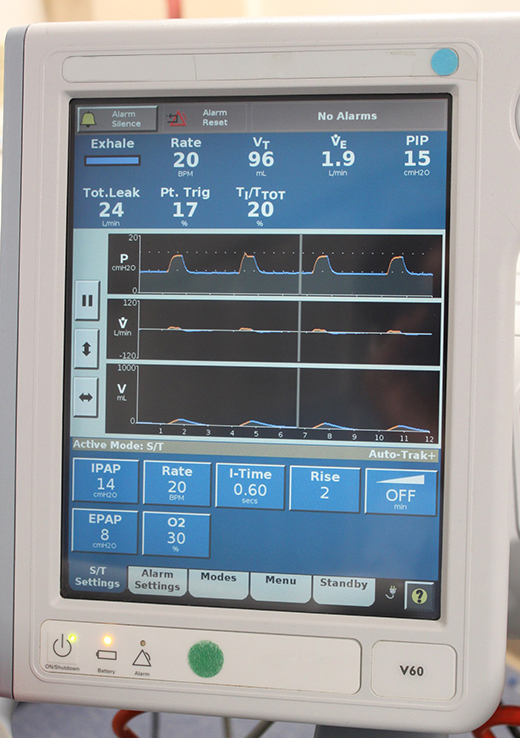 Alarm Silence
Alarm Reset
No Alarms
Exhale
Rate 20 BPM
VT 96 mL
V̇E 1.9 L/min
PIP 15 cmH2O
Tot.Leak 24 L/min
Pt. Trig 17 %
TI/TTOT 20 %
20
P
cmH2O
0
120
V̇
L/min
-120
1000
V
mL
0
1 2 3 4 5 6 7 8 9 10 11 12
Active Mode: S/T
Auto-Trak+
IPAP 14 cmH2O
Rate 20 BPM
I-Time 0.60 secs
Rise 2
OFF min
EPAP 8 cmH2O
O2 30 %
S/T Settings
Alarm Settings
Modes
Menu
Standby
?
ON/Shutdown
Battery
Alarm
V60